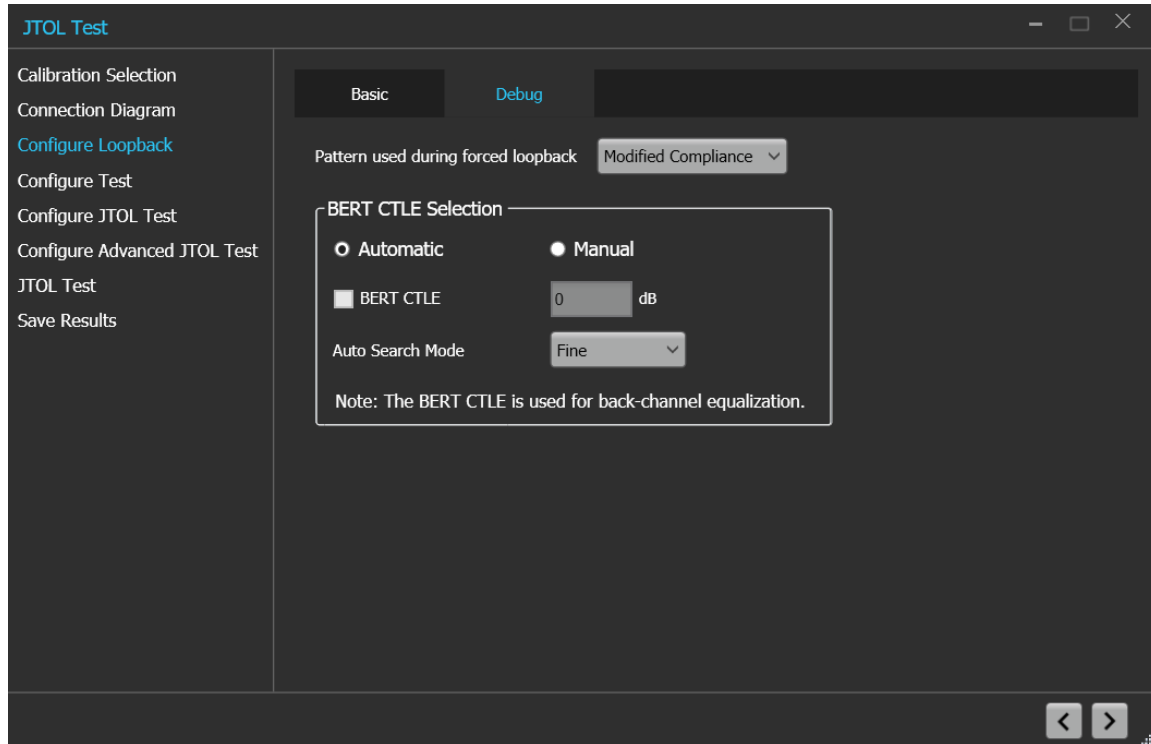 JTOL Test
Calibration Selection
Connection Diagram
Configure Loopback
Configure Test
Configure JTOL Test
Configure Advanced JTOL Test
JTOL Test
Save Results
Basic Debug
Pattern used during forced loopback Modified Compliance
BERT CTLE Selection
Automatic Manual
BERT CTLE 0 dB
Auto Search Mode Fine
Note: The BERT CTLE is used for back-channel equalization.